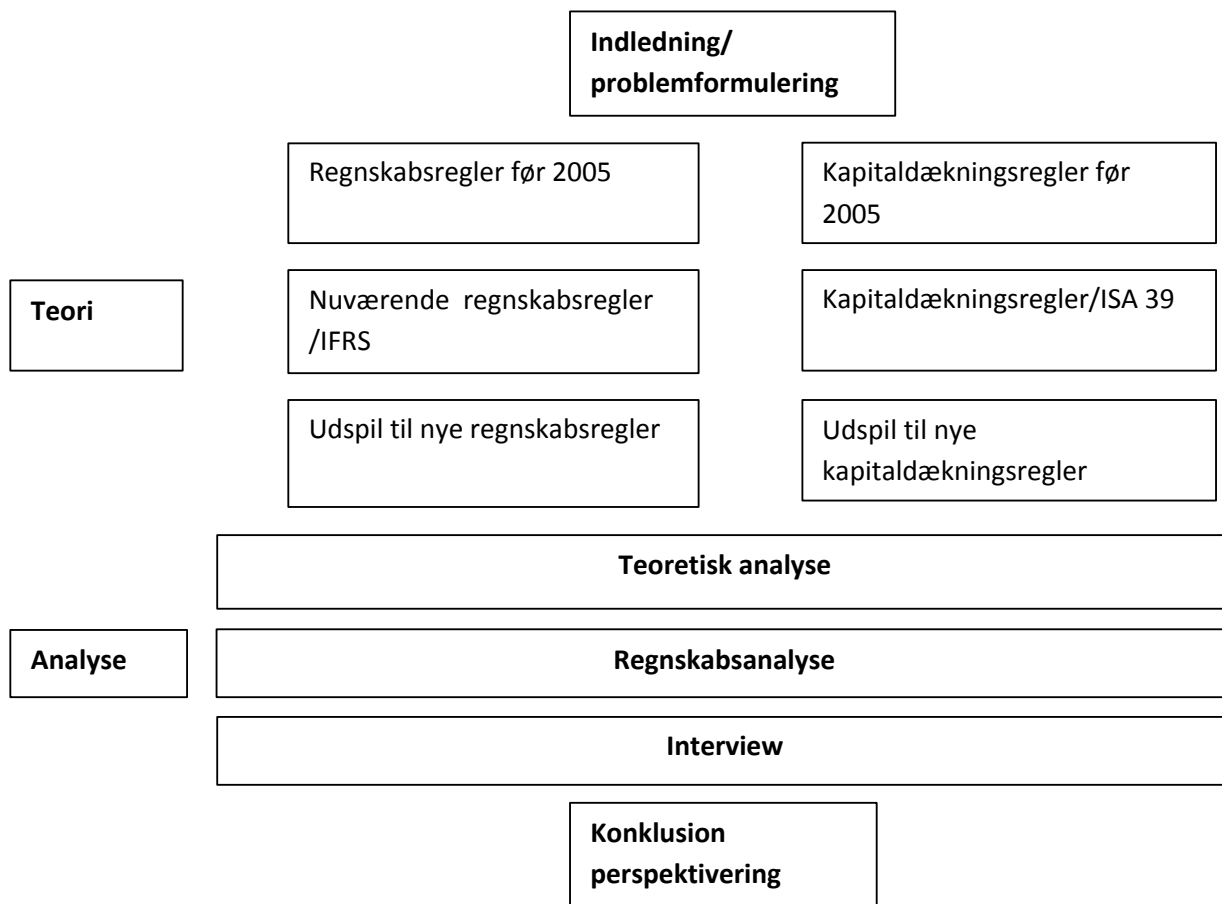 Indledning/
problemformulering
Regnskabsregler før 2005
Kapitaldækningsregler før
2005
Teori
Nuværende  regnskabsregler
/IFRS
Kapitaldækningsregler/ISA 39
Udspil til nye regnskabsregler
Udspil til nye
kapitaldækningsregler
Teoretisk analyse
Analyse
Regnskabsanalyse
Interview
Konklusion
perspektivering